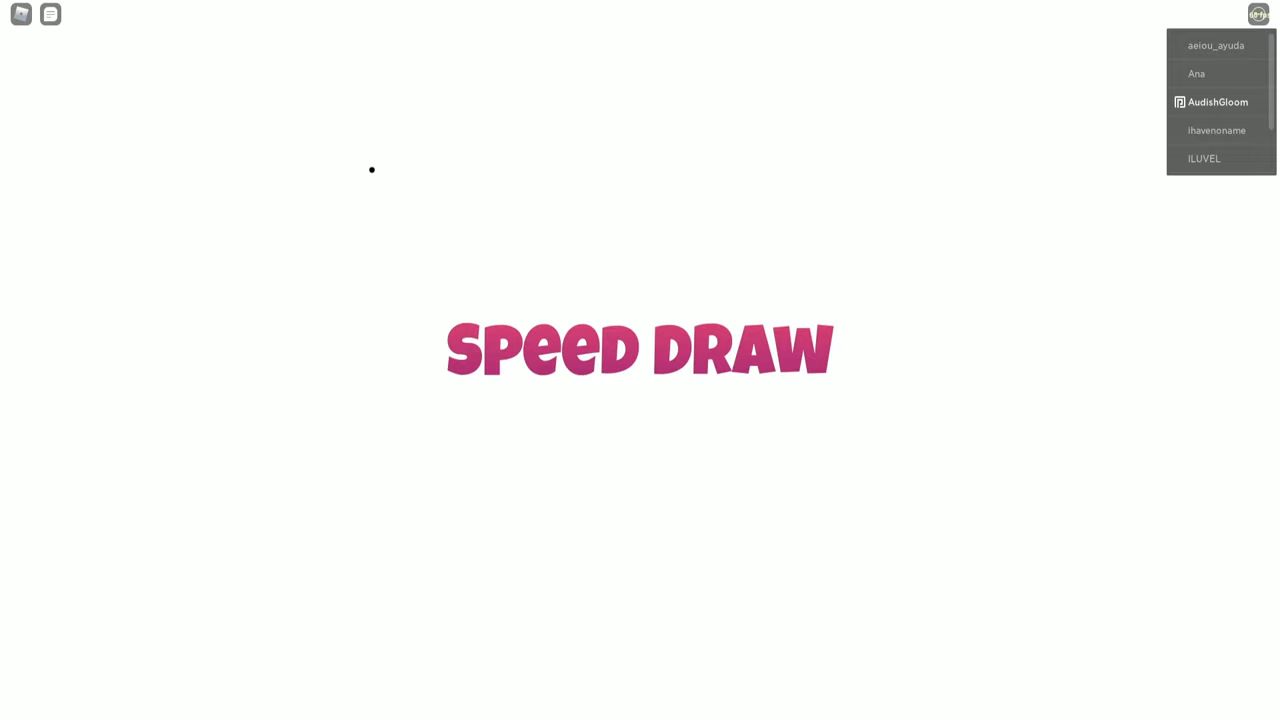 aeiou_ayuda
Ana
AudishGloom
ihavenoname
ILUVEL
SPeeD DRAW